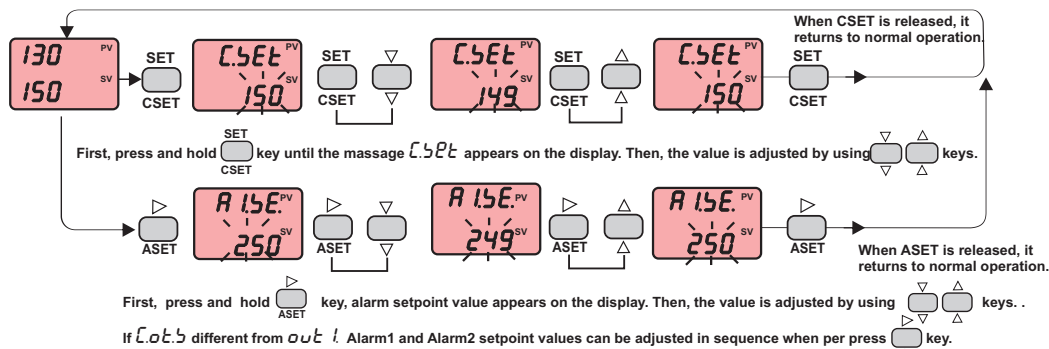 When CSET is released, it
returns to normal operation.
130 PV
150 SV
SET
CSET
C.SEt PV
150 SV
SET
CSET
C.SEt PV
149 SV
SET
CSET
C.SEt PV
150 SV
SET
CSET
First, press and hold SET CSET key until the massage C.SEt appears on the display. Then, the value is adjusted by using keys.
ASET
A1.SE. PV
250 SV
ASET
A1.SE. PV
249 SV
ASET
A1.SE. PV
250 SV
ASET
When ASET is released, it
returns to normal operation.
First, press and hold ASET key, alarm setpoint value appears on the display. Then, the value is adjusted by using keys. .
If C.ot.S different from out 1. Alarm1 and Alarm2 setpoint values can be adjusted in sequence when per press key.